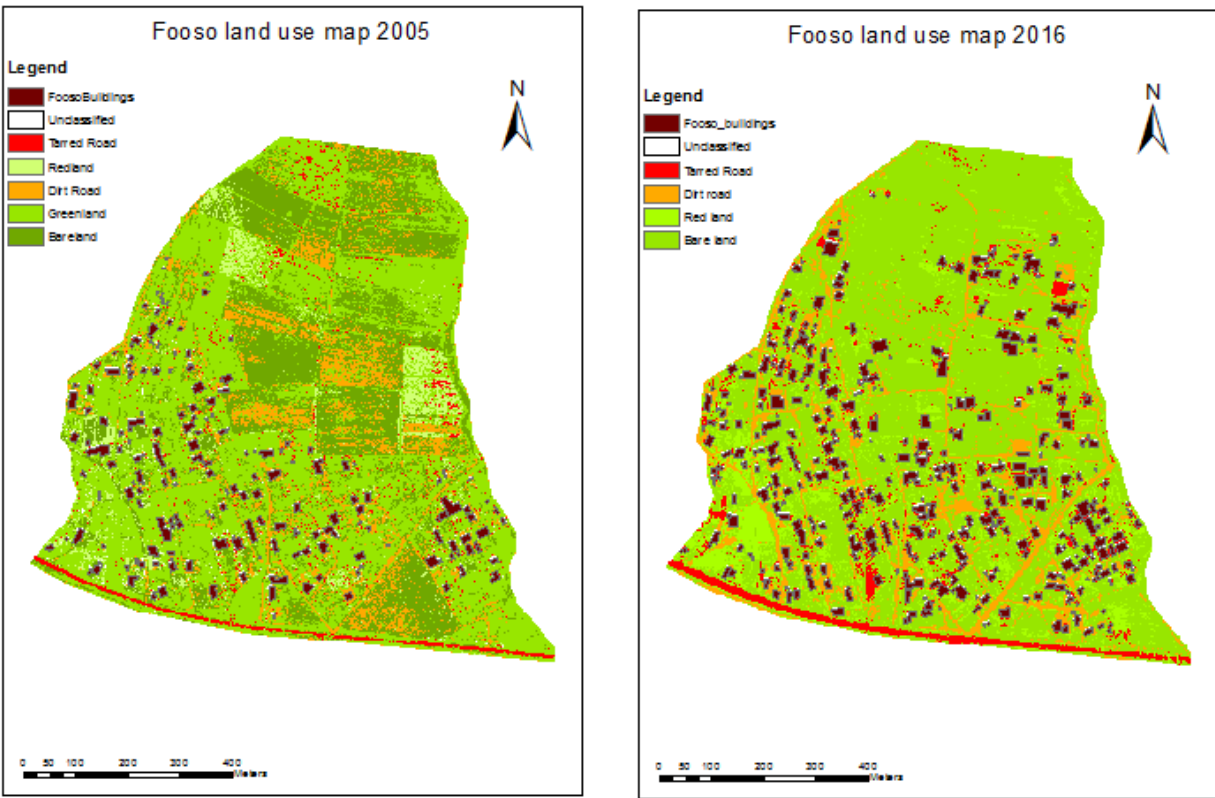 Fooso land use map 2005
Legend
FoosoBuildings
Unclassified
Tarred Road
Redland
Dirt Road
Greenland
Bareland
N
0 50 100 200 300 400
Meters
Fooso land use map 2016
Legend
Fooso_buildings
Unclassified
Tarred Road
Dirt road
Red land
Bare land
N
0 50 100 200 300 400
Meters